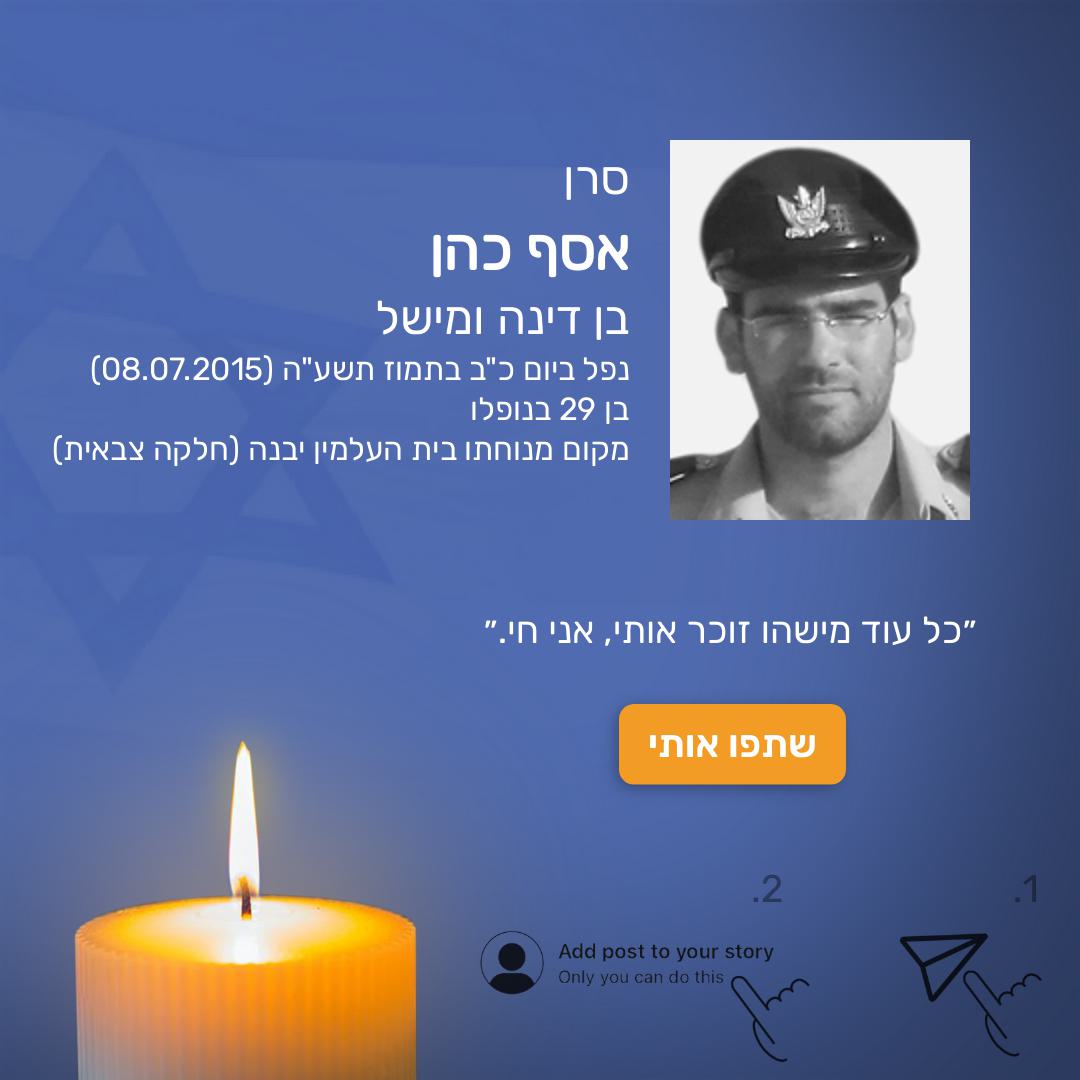 סרן
אסף כהן
בן דינה ומישל
נפל ביום כ"ב בתמוז תשע"ה (08.07.2015)
בן 29 בנופלו
מקום מנוחתו בית העלמין יבנה (חלקה צבאית)
״כל עוד מישהו זוכר אותי, אני חי.״
שתפו אותי
.1
.2
Add post to your story
Only you can do this